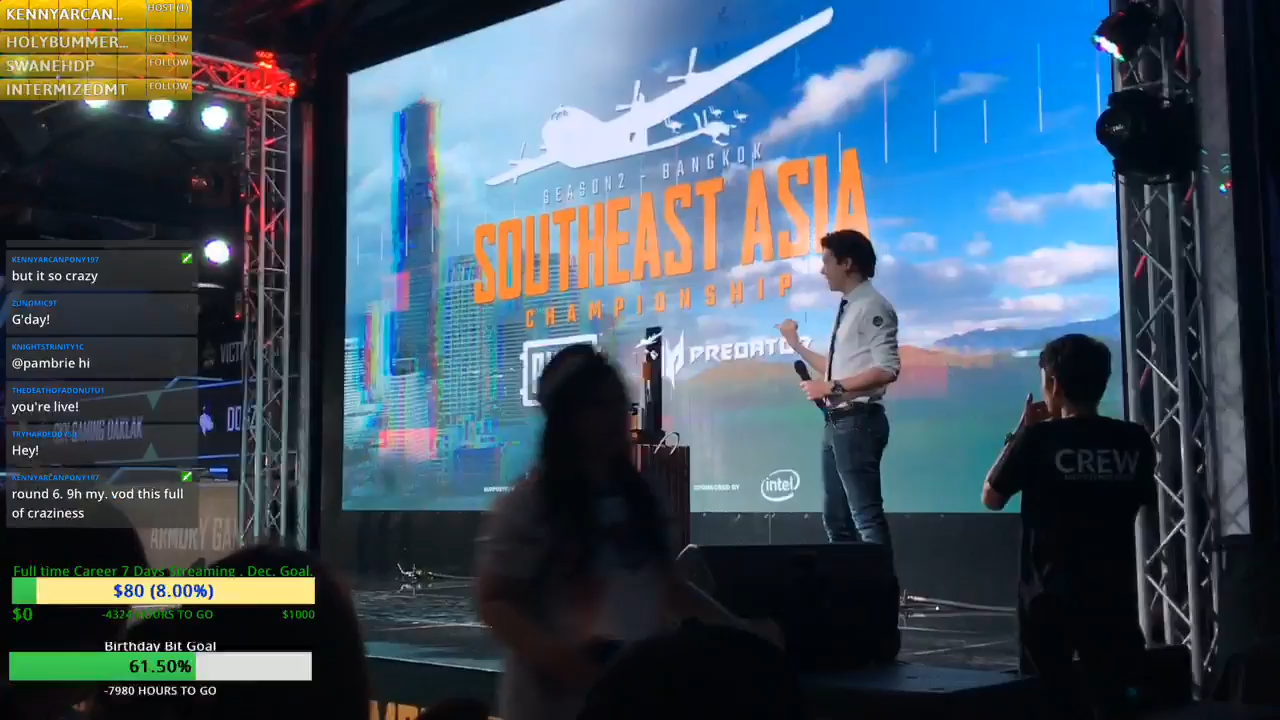 KENNYARCAN... HOST (1)
HOLYBUMMER... FOLLOW
SWANEHDP FOLLOW
INTERMIZEDMT FOLLOW
SEASON2 - BANGKOK
SOUTHEAST ASIA
CHAMPIONSHIP
PREDATOR
SPONSORED BY
intel
CREW
KENNYARCANPONY197
but it so crazy
G'day!
KNIGHTSTRINITY1C
@pambrie hi
THEDEATHOFADONUTU1
you're live!
Hey!
KENNYARCANPONY197
round 6. 9h my. vod this full
of craziness
Full time Career 7 Days Streaming . Dec. Goal.
$80 (8.00%)
$0 -4324 HOURS TO GO $1000
Birthday Bit Goal
61.50%
-7980 HOURS TO GO